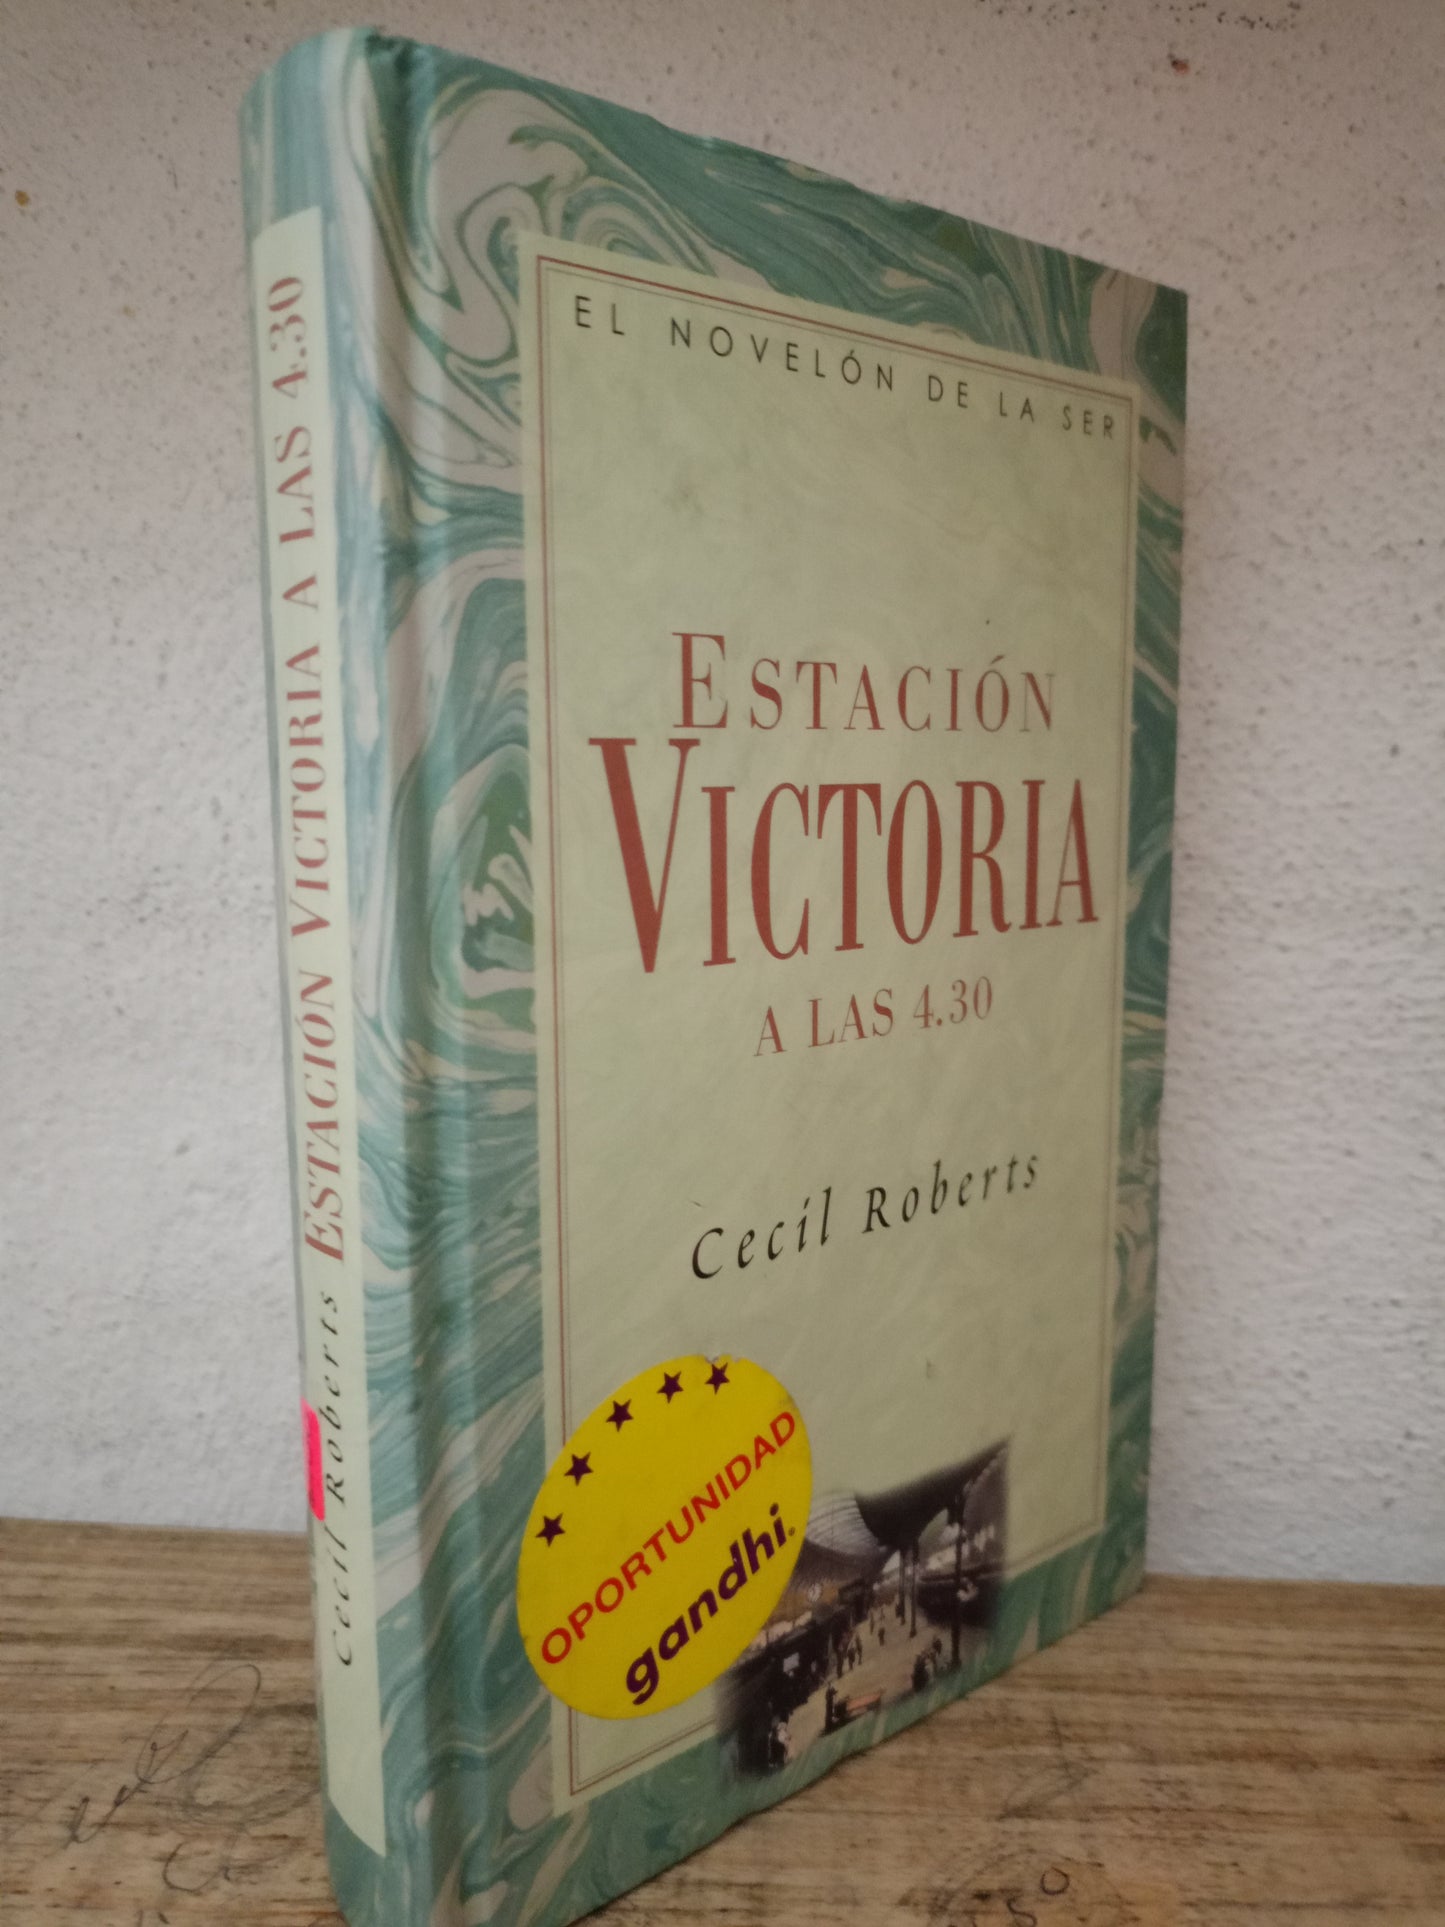 Cecil Roberts ESTACIÓN VICTORIA A LAS 4.30
EL NOVELÓN DE LA SER
ESTACIÓN
VICTORIA
A LAS 4.30
Cecil Roberts
OPORTUNIDAD
gandhi.